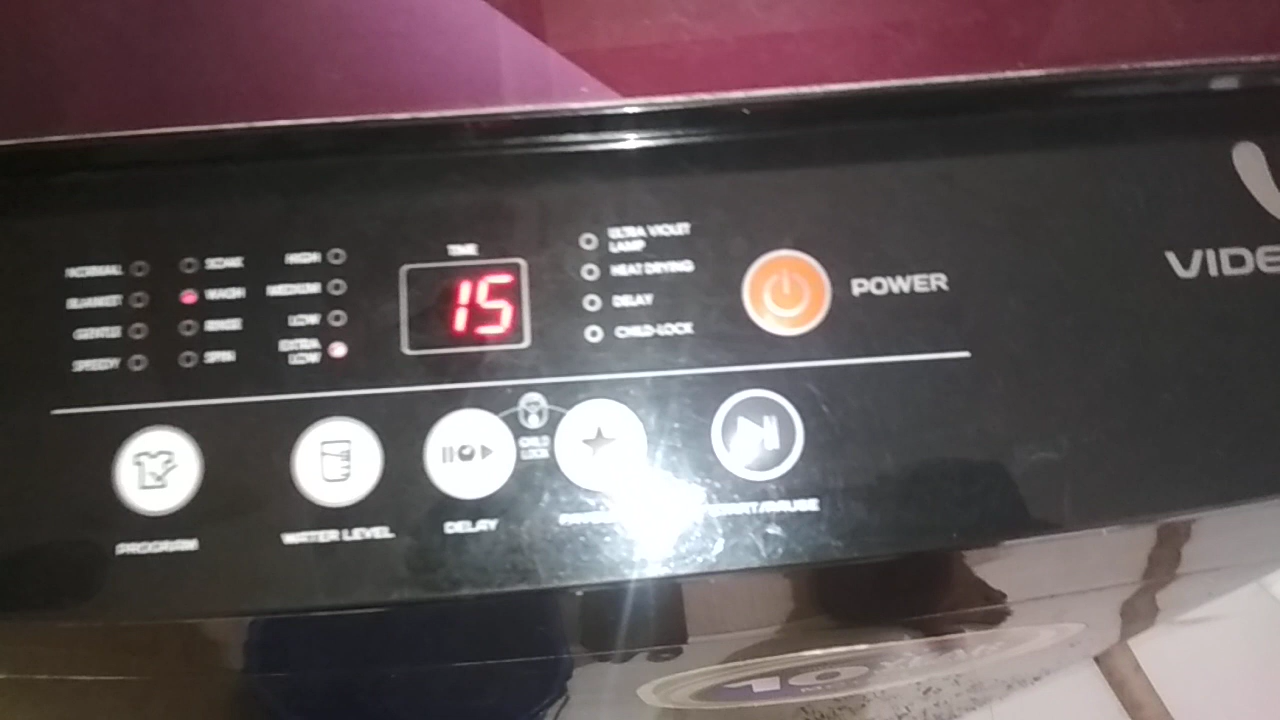 NORMAL
BLANKET
GENTLE
SPEEDY
SOAK
WASH
RINSE
SPIN
HIGH
MEDIUM
LOW
EXTRA
LOW
TIME
15
ULTRA VIOLET
LAMP
HEAT DRYING
DELAY
CHILD-LOCK
POWER
VIDE
CHILD
LOCK
PROGRAM
WATER LEVEL
DELAY
START/PAUSE
10